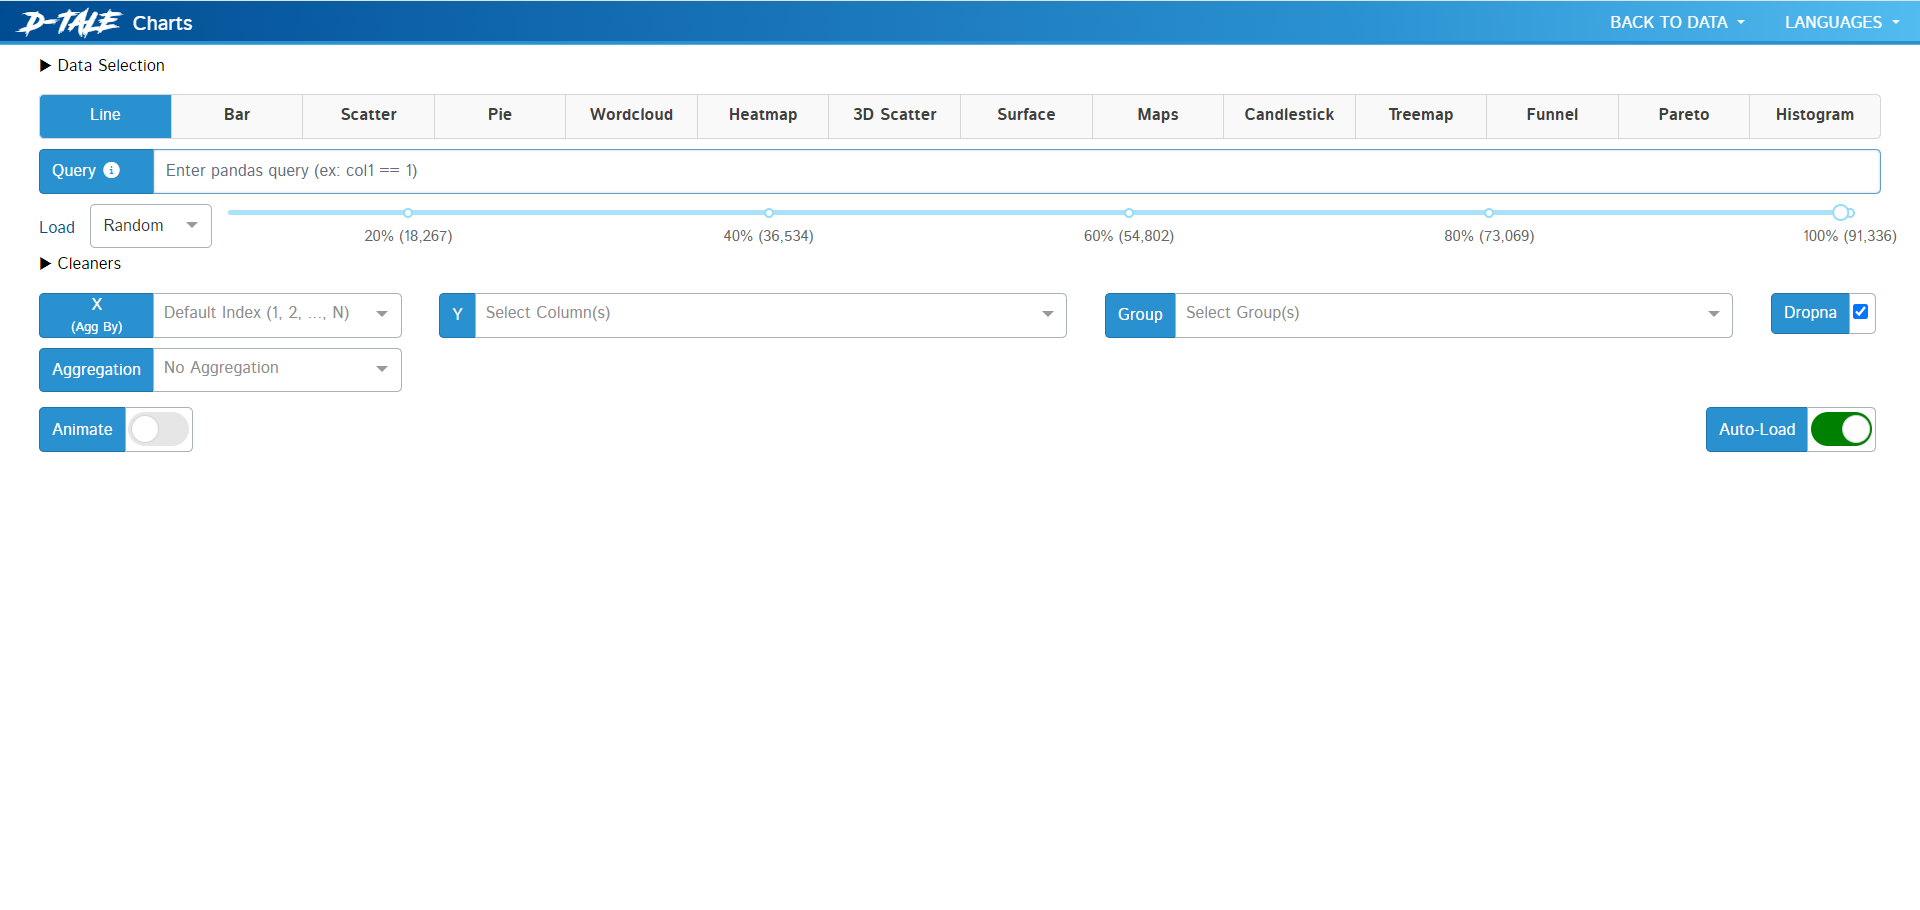 D-TALE Charts BACK TO DATA LANGUAGES
Data Selection
Line Bar Scatter Pie Wordcloud Heatmap 3D Scatter Surface Maps Candlestick Treemap Funnel Pareto Histogram
Query i Enter pandas query (ex: col1 == 1)
Load Random
20% (18,267) 40% (36,534) 60% (54,802) 80% (73,069) 100% (91,336)
Cleaners
X
(Agg By) Default Index (1, 2, ..., N) Y Select Column(s) Group Select Group(s) Dropna
Aggregation No Aggregation
Animate Auto-Load